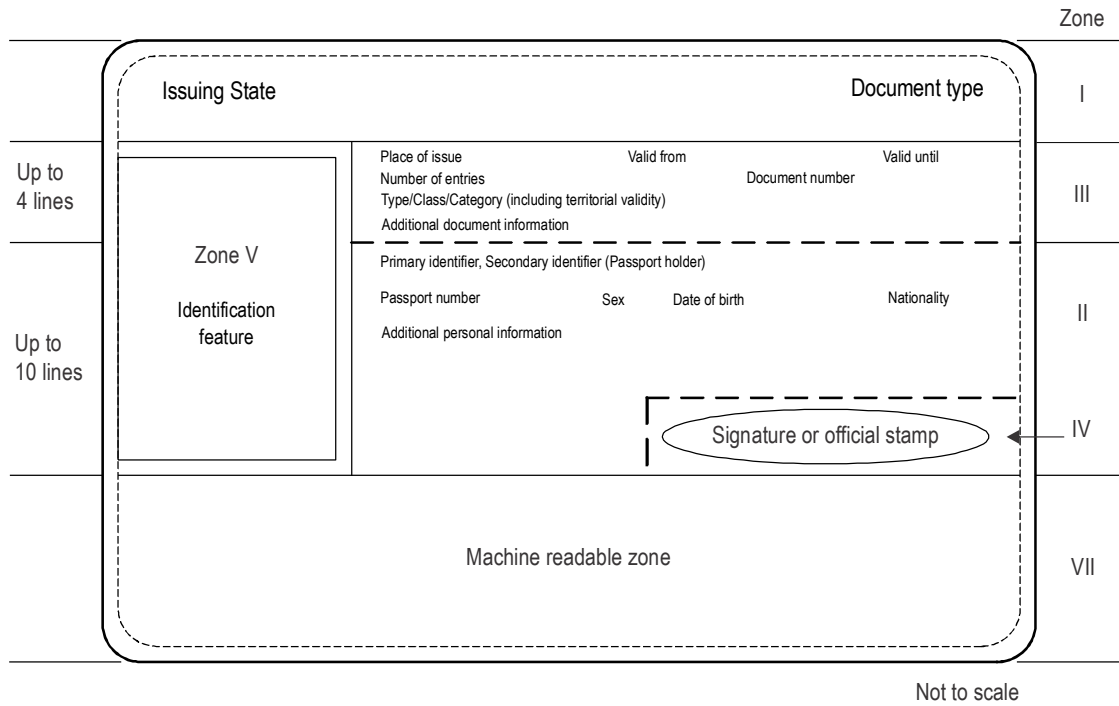 Zone
Issuing State Document type I
Up to
4 lines
Place of issue Valid from Valid until
Number of entries Document number
Type/Class/Category (including territorial validity)
Additional document information
III
Zone V
Identification
feature
Up to
10 lines
Primary identifier, Secondary identifier (Passport holder)
Passport number Sex Date of birth Nationality
Additional personal information
II
Signature or official stamp IV
Machine readable zone VII
Not to scale